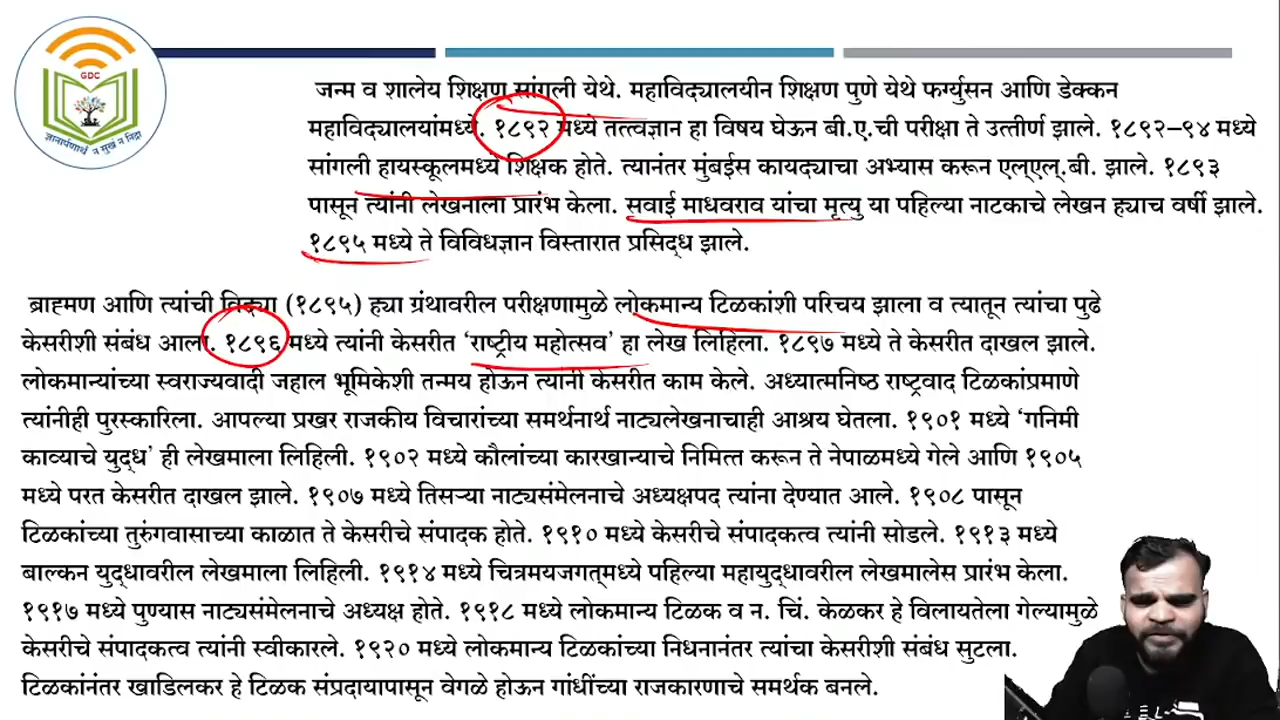 GDC
ज्ञानार्पणार्थ न सुखं न निद्रा
जन्म व शालेय शिक्षण सांगली येथे. महाविद्यालयीन शिक्षण पुणे येथे फर्ग्युसन आणि डेक्कन
महाविद्यालयांमध्ये. १८९२ मध्ये तत्त्वज्ञान हा विषय घेऊन बी.ए.ची परीक्षा ते उत्तीर्ण झाले. १८९२–९४ मध्ये
सांगली हायस्कूलमध्ये शिक्षक होते. त्यानंतर मुंबईस कायद्याचा अभ्यास करून एल्एल्.बी. झाले. १८९३
पासून त्यांनी लेखनाला प्रारंभ केला. सवाई माधवराव यांचा मृत्यु या पहिल्या नाटकाचे लेखन ह्याच वर्षी झाले.
१८९५ मध्ये ते विविधज्ञान विस्तारात प्रसिद्ध झाले.
ब्राह्मण आणि त्यांची विद्या (१८९५) ह्या ग्रंथावरील परीक्षणामुळे लोकमान्य टिळकांशी परिचय झाला व त्यातून त्यांचा पुढे
केसरीशी संबंध आला. १८९६ मध्ये त्यांनी केसरीत ‘राष्ट्रीय महोत्सव’ हा लेख लिहिला. १८९७ मध्ये ते केसरीत दाखल झाले.
लोकमान्यांच्या स्वराज्यवादी जहाल भूमिकेशी तन्मय होऊन त्यांनी केसरीत काम केले. अध्यात्मनिष्ठ राष्ट्रवाद टिळकांप्रमाणे
त्यांनीही पुरस्कारिला. आपल्या प्रखर राजकीय विचारांच्या समर्थनार्थ नाट्यलेखनाचाही आश्रय घेतला. १९०१ मध्ये ‘गनिमी
काव्याचे युद्ध’ ही लेखमाला लिहिली. १९०२ मध्ये कौलांच्या कारखान्याचे निमित्त करून ते नेपाळमध्ये गेले आणि १९०५
मध्ये परत केसरीत दाखल झाले. १९०७ मध्ये तिसऱ्या नाट्यसंमेलनाचे अध्यक्षपद त्यांना देण्यात आले. १९०८ पासून
टिळकांच्या तुरुंगवासाच्या काळात ते केसरीचे संपादक होते. १९१० मध्ये केसरीचे संपादकत्व त्यांनी सोडले. १९१३ मध्ये
बाल्कन युद्धावरील लेखमाला लिहिली. १९१४ मध्ये चित्रमयजगत्‌मध्ये पहिल्या महायुद्धावरील लेखमालेस प्रारंभ केला.
१९१७ मध्ये पुण्यास नाट्यसंमेलनाचे अध्यक्ष होते. १९१८ मध्ये लोकमान्य टिळक व न. चिं. केळकर हे विलायतेला गेल्यामुळे
केसरीचे संपादकत्व त्यांनी स्वीकारले. १९२० मध्ये लोकमान्य टिळकांच्या निधनानंतर त्यांचा केसरीशी संबंध सुटला.
टिळकांनंतर खाडिलकर हे टिळक संप्रदायापासून वेगळे होऊन गांधींच्या राजकारणाचे समर्थक बनले.